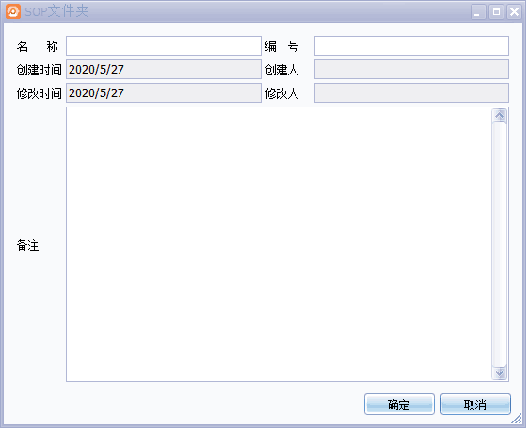 SOP文件夹
名 称 编 号
创建时间 2020/5/27 创建人
修改时间 2020/5/27 修改人
备注
确定 取消